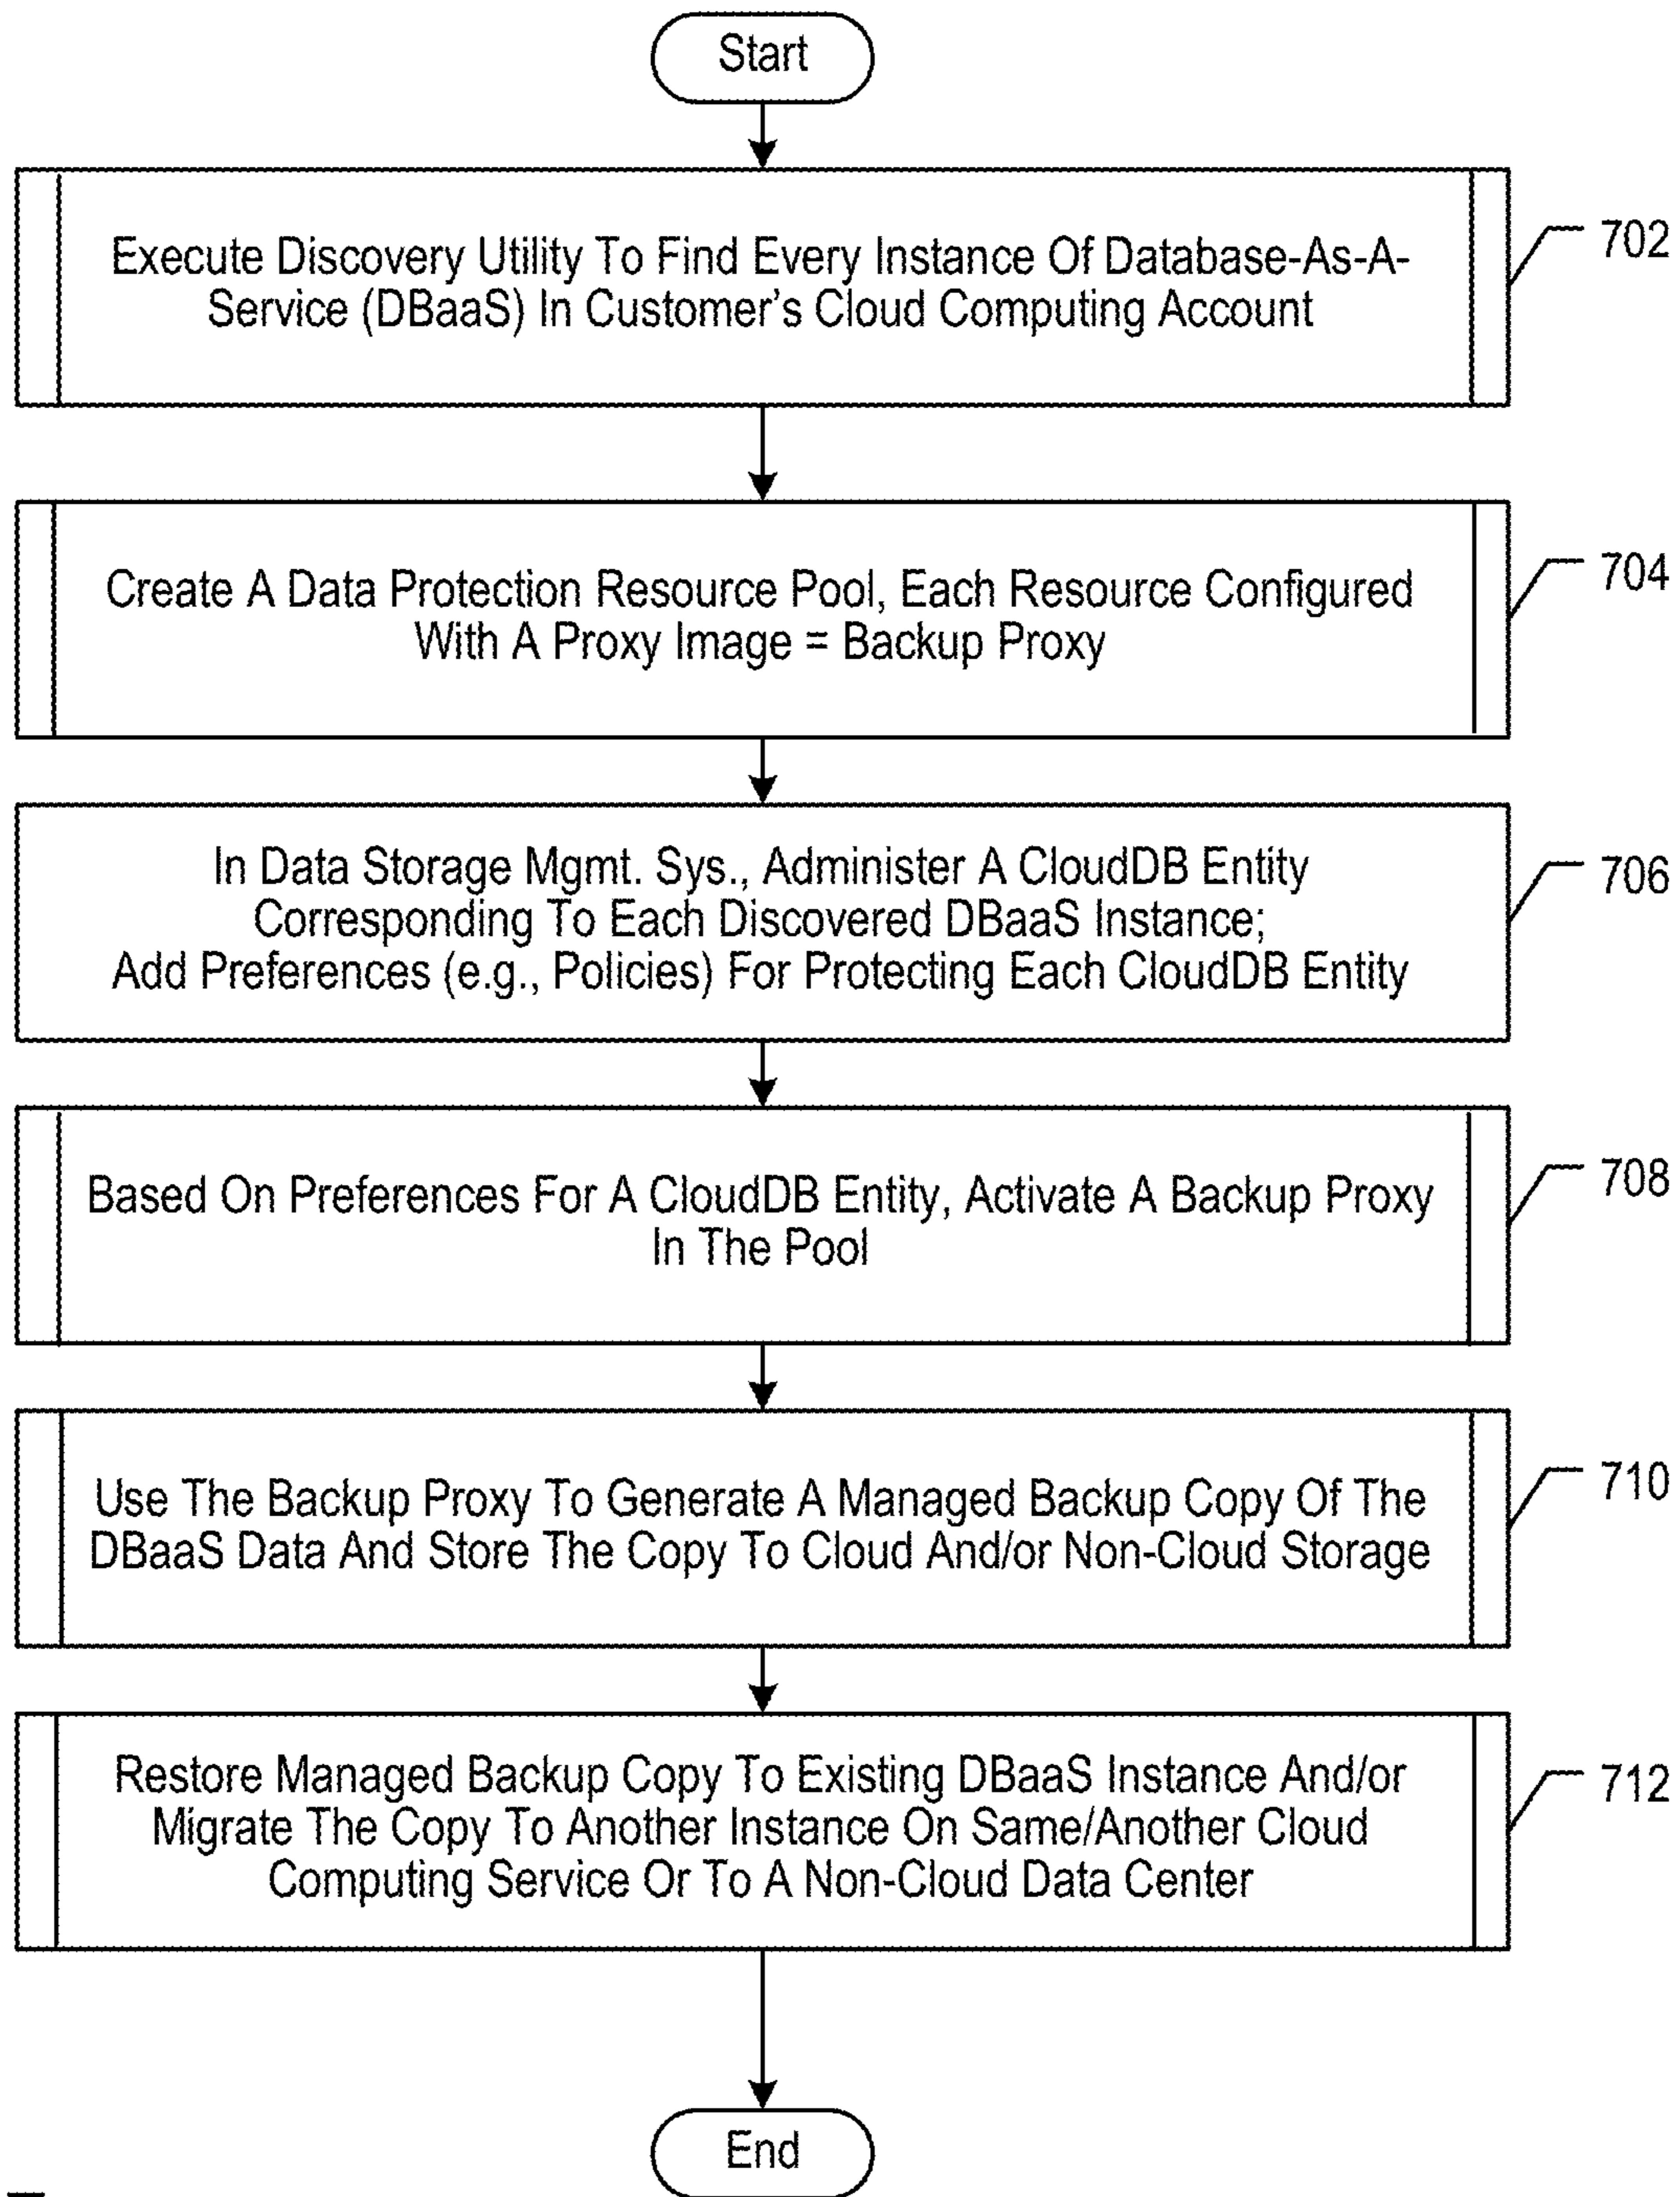 Start
Execute Discovery Utility To Find Every Instance Of Database-As-A-
Service (DBaaS) In Customer's Cloud Computing Account
702
Create A Data Protection Resource Pool, Each Resource Configured
With A Proxy Image = Backup Proxy
704
In Data Storage Mgmt. Sys., Administer A CloudDB Entity
Corresponding To Each Discovered DBaaS Instance;
Add Preferences (e.g., Policies) For Protecting Each CloudDB Entity
706
Based On Preferences For A CloudDB Entity, Activate A Backup Proxy
In The Pool
708
Use The Backup Proxy To Generate A Managed Backup Copy Of The
DBaaS Data And Store The Copy To Cloud And/or Non-Cloud Storage
710
Restore Managed Backup Copy To Existing DBaaS Instance And/or
Migrate The Copy To Another Instance On Same/Another Cloud
Computing Service Or To A Non-Cloud Data Center
712
End